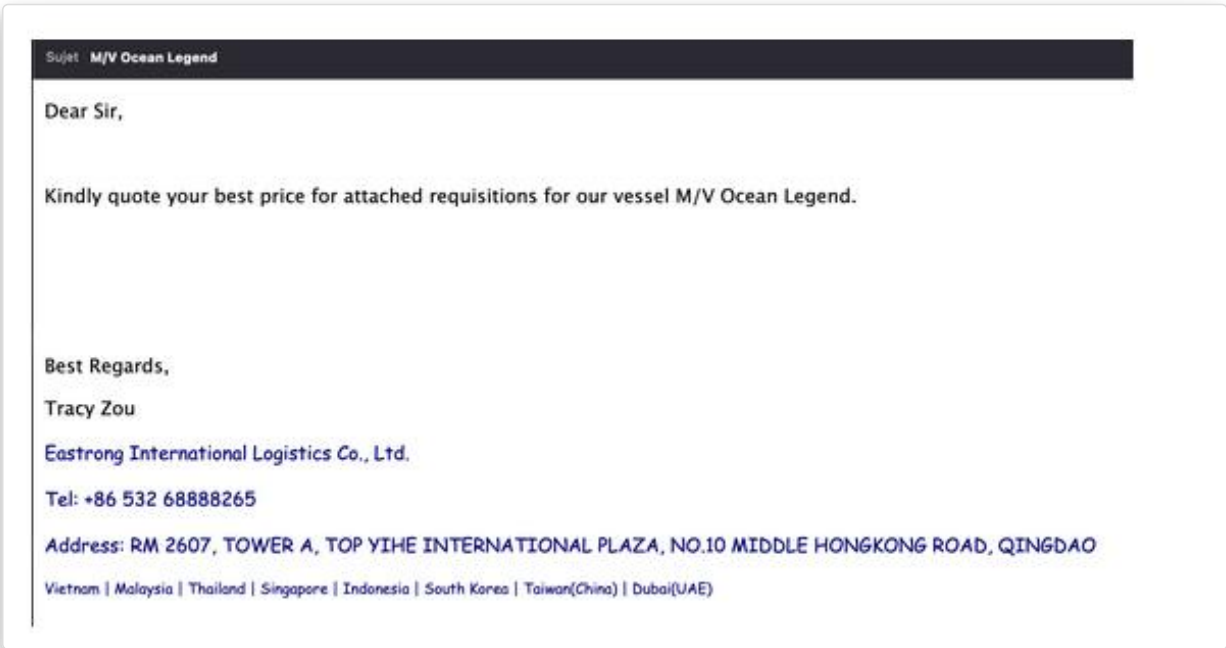 Sujet M/V Ocean Legend
Dear Sir,
Kindly quote your best price for attached requisitions for our vessel M/V Ocean Legend.
Best Regards,
Tracy Zou
Eastrong International Logistics Co., Ltd.
Tel: +86 532 68888265
Address: RM 2607, TOWER A, TOP YIHE INTERNATIONAL PLAZA, NO.10 MIDDLE HONGKONG ROAD, QINGDAO
Vietnam | Malaysia | Thailand | Singapore | Indonesia | South Korea | Taiwan(China) | Dubai(UAE)